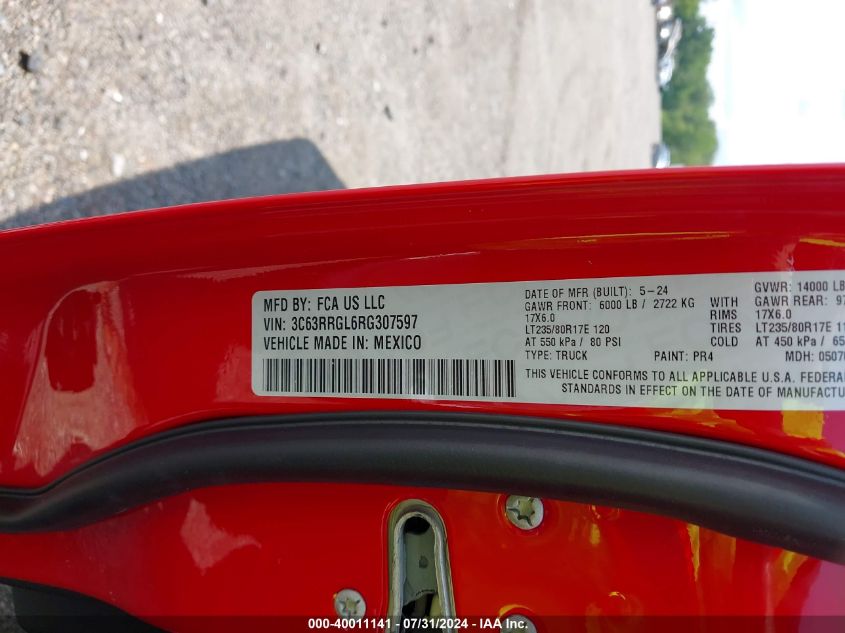 MFD BY: FCA US LLC
VIN: 3C63RRGL6RG307597
VEHICLE MADE IN: MEXICO
DATE OF MFR (BUILT): 5-24
GAWR FRONT: 6000 LB / 2722 KG
17X6.0
LT235/80R17E 120
AT 550 kPa / 80 PSI
TYPE: TRUCK PAINT: PR4
WITH
RIMS
TIRES
COLD
GVWR: 14000 LB
GAWR REAR:
17X6.0
LT235/80R17E
AT 450 kPa /
MDH:
THIS VEHICLE CONFORMS TO ALL APPLICABLE U.S.A. FEDERAL
STANDARDS IN EFFECT ON THE DATE OF
000-40011141 - 07/31/2024 - IAA Inc.